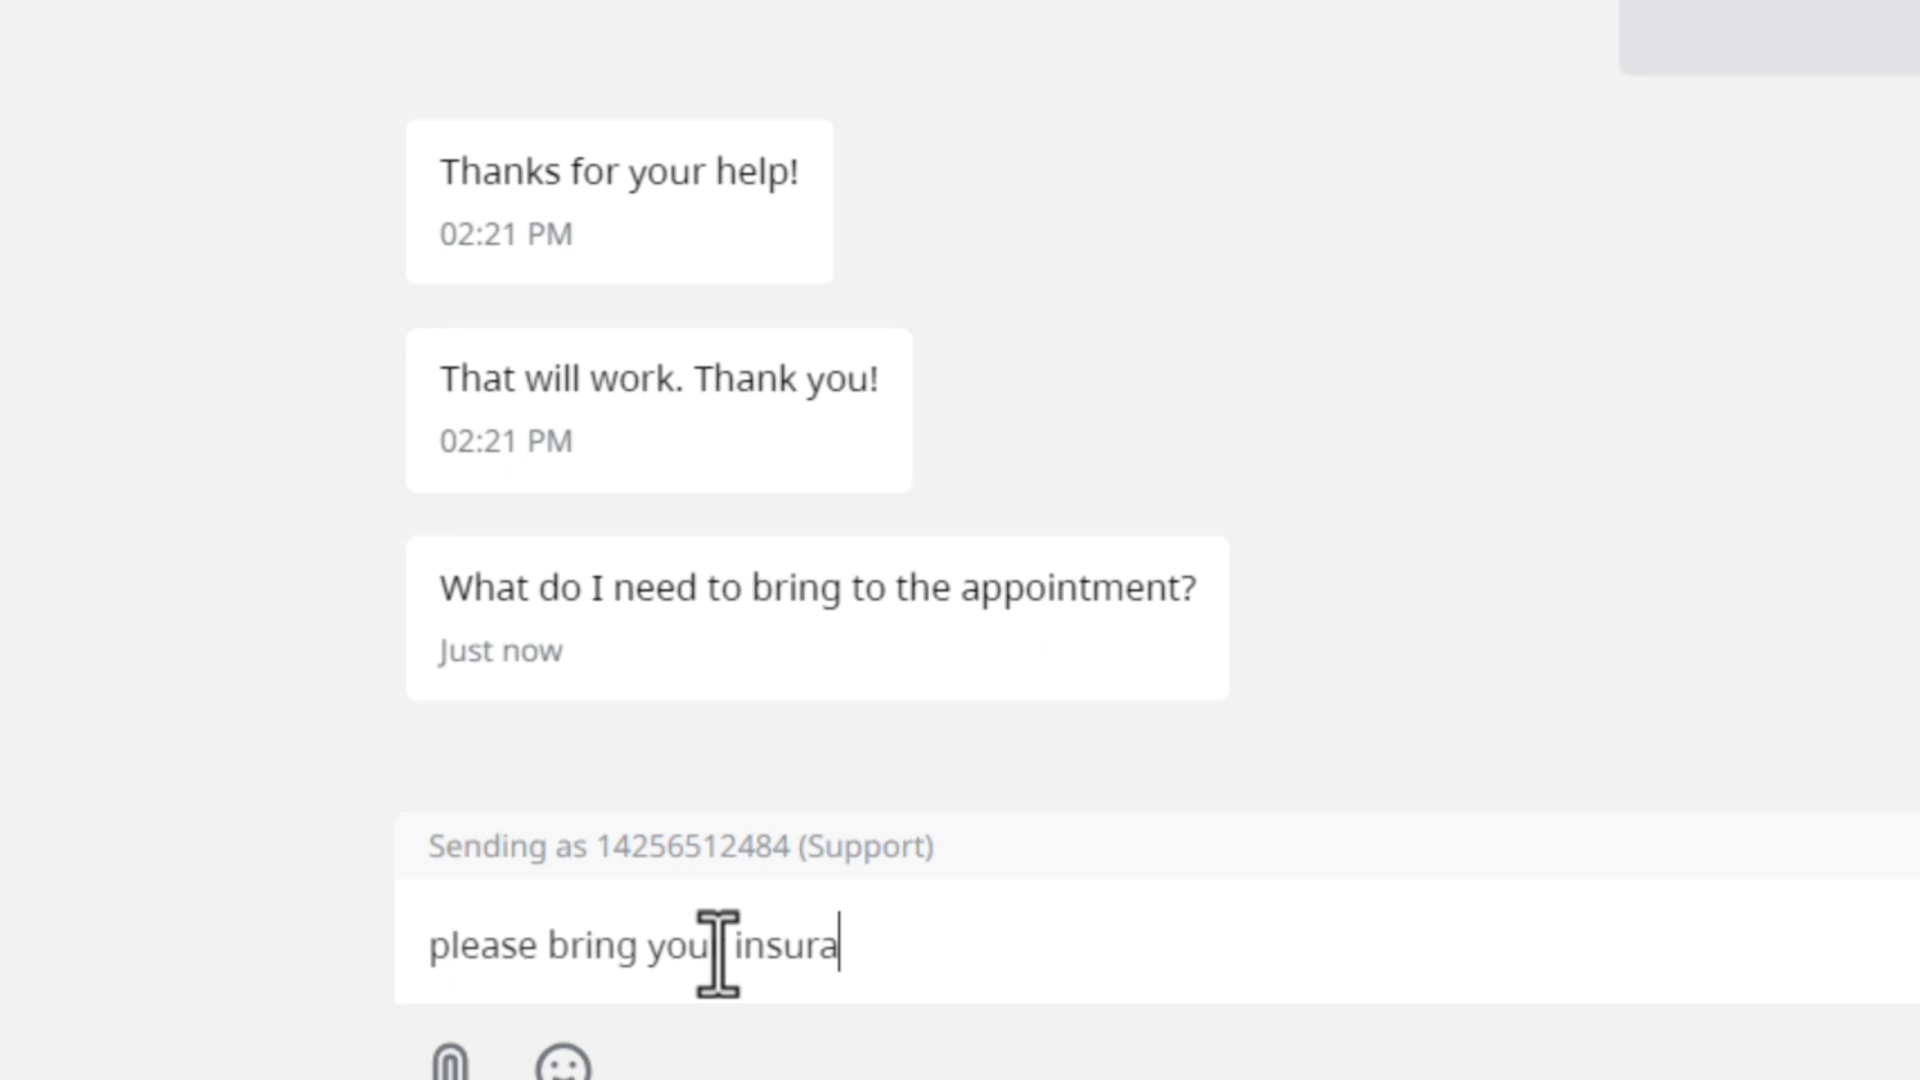 Thanks for your help!
02:21 PM
That will work. Thank you!
02:21 PM
What do I need to bring to the appointment?
Just now
Sending as 14256512484 (Support)
please bring your insura